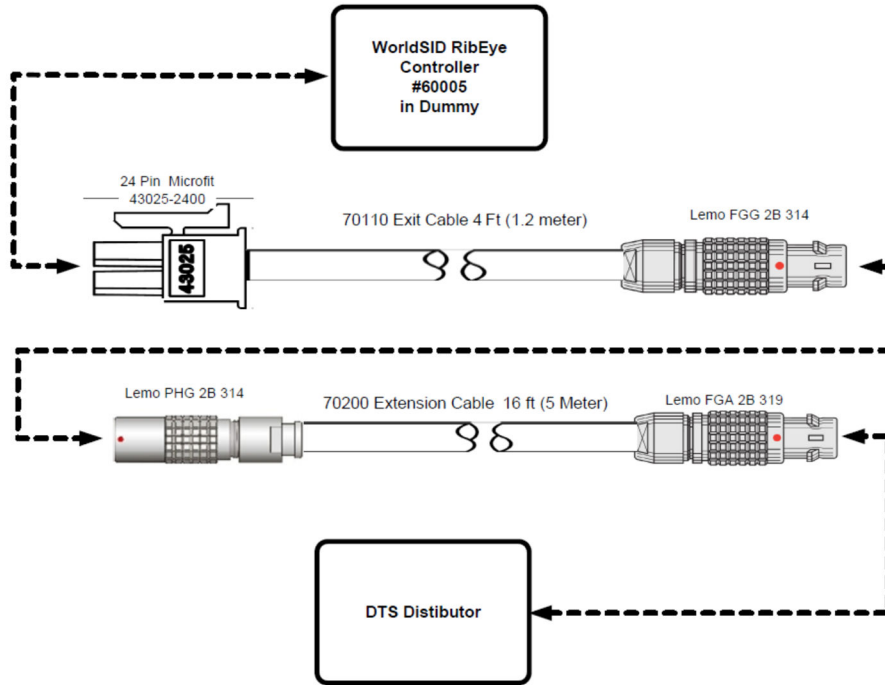 WorldSID RibEye
Controller
#60005
in Dummy
24 Pin Microfit
43025-2400
70110 Exit Cable 4 Ft (1.2 meter)
Lemo FGG 2B 314
43025
Lemo PHG 2B 314
70200 Extension Cable 16 ft (5 Meter)
Lemo FGA 2B 319
DTS Distibutor